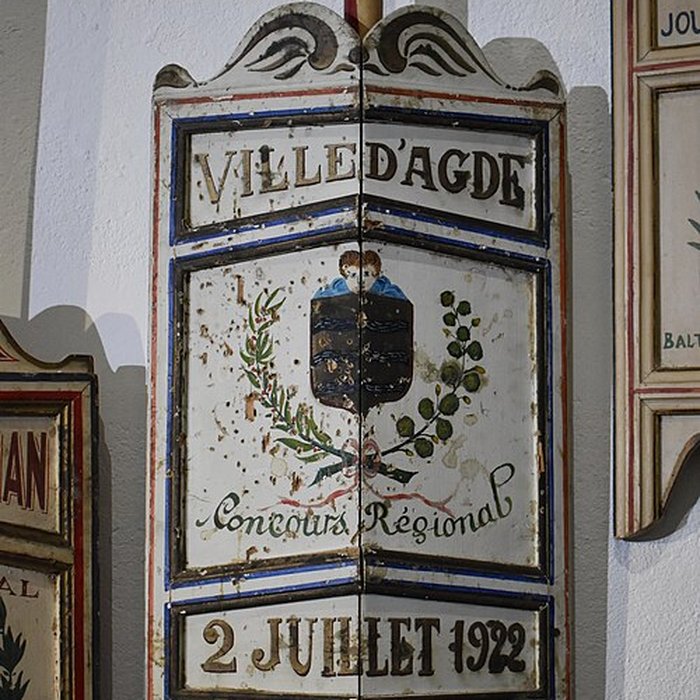 VILLE D'AGDE
Concours Régional
2 JUILLET 1922